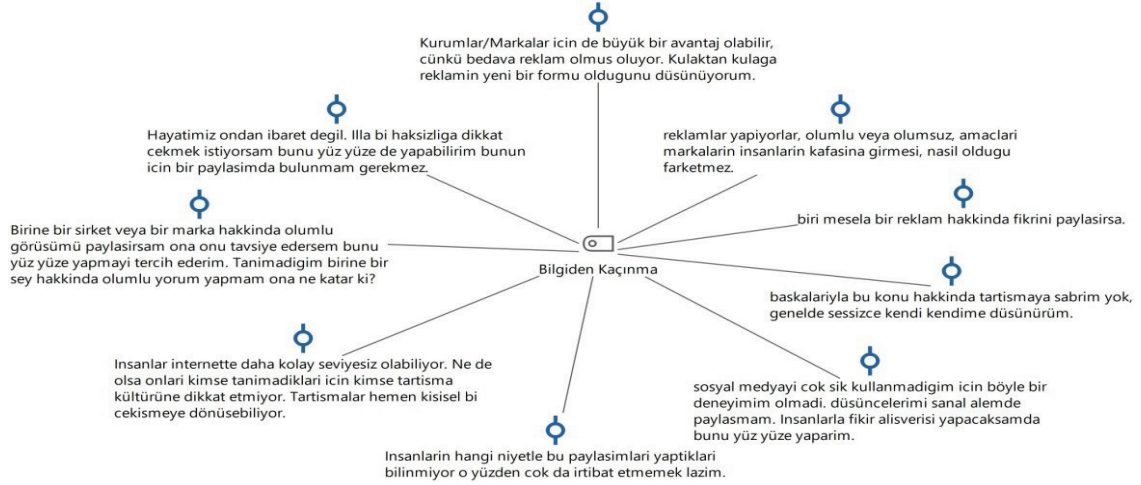 Kurumlar/Markalar icin de büyük bir avantaj olabilir,
cünkü bedava reklam olmus oluyor. Kulaktan kulaga
reklamin yeni bir formu oldugunu düsünüyorum.
Hayatimiz ondan ibaret degil. Illa bi haksizliga dikkat
cekmek istiyorsam bunu yüz yüze de yapabilirim bunun
icin bir paylasimda bulunmam gerekmez.
reklamlar yapiyorlar, olumlu veya olumsuz, amaclari
markalarin insanlarin kafasina girmesi, nasil oldugu
farketmez.
Birine bir sirket veya bir marka hakkinda olumlu
görüsümü paylasirsam ona onu tavsiye edersem bunu
yüz yüze yapmayi tercih ederim. Tanimadigim birine bir
sey hakkinda olumlu yorum yapmam ona ne katar ki?
biri mesela bir reklam hakkinda fikrini paylasirsa.
Bilgiden Kaçınma
baskalariyla bu konu hakkinda tartismaya sabrim yok,
genelde sessizce kendi kendime düsünürüm.
Insanlar internette daha kolay seviyesiz olabiliyor. Ne de
olsa onlari kimse tanimadiklari icin kimse tartisma
kültürüne dikkat etmiyor. Tartismalar hemen kisisel bi
cekismeye dönüsebiliyor.
sosyal medyayi cok sik kullanmadigim icin böyle bir
deneyimim olmadi. düsüncelerimi sanal alemde
paylasmam. Insanlarla fikir alisverisi yapacaksamda
bunu yüz yüze yaparim.
Insanlarin hangi niyetle bu paylasimlari yaptiklari
bilinmiyor o yüzden cok da irtibat etmemek lazim.